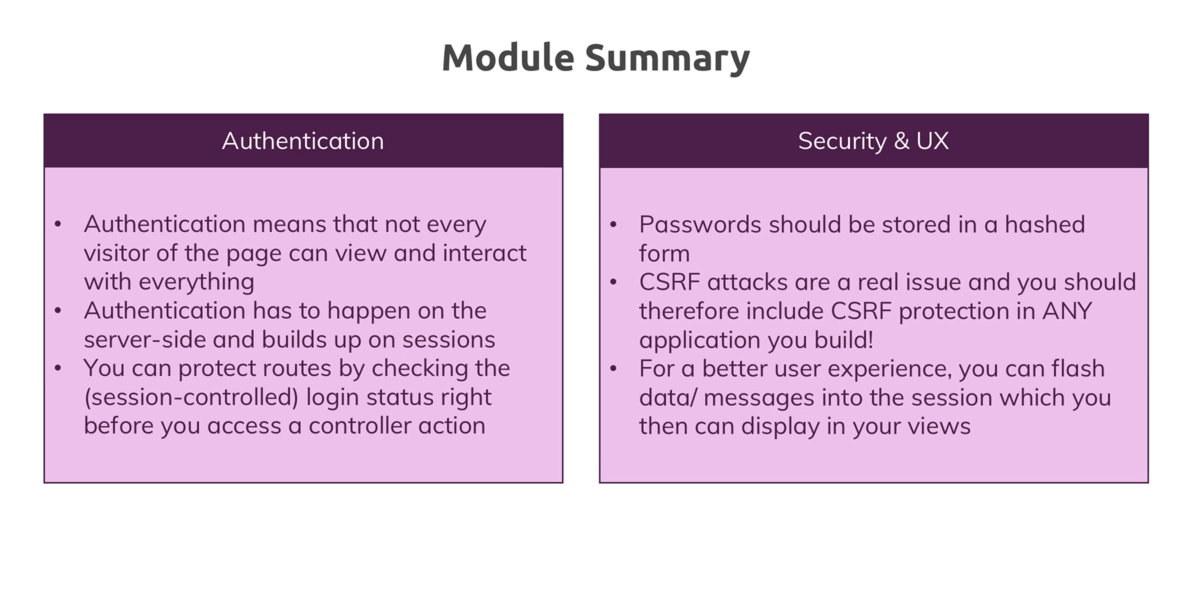 Module Summary
Authentication
• Authentication means that not every
visitor of the page can view and interact
with everything
• Authentication has to happen on the
server-side and builds up on sessions
• You can protect routes by checking the
(session-controlled) login status right
before you access a controller action
Security & UX
• Passwords should be stored in a hashed
form
• CSRF attacks are a real issue and you should
therefore include CSRF protection in ANY
application you build!
• For a better user experience, you can flash
data/ messages into the session which you
then can display in your views